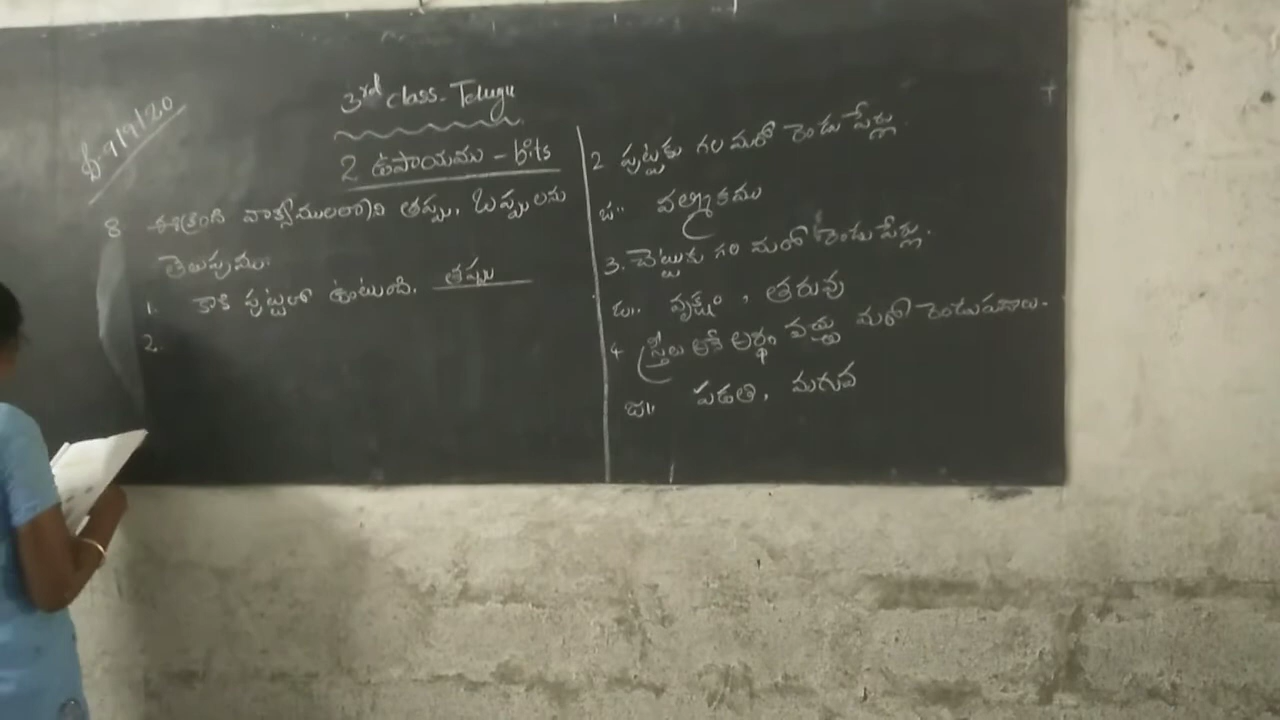 3rd class - Telugu
2 ఉపాయము - bits
8 ఈ క్రింది వాక్యములలోని తప్పు, ఒప్పులను
తెలుపుము.
1. కాకి పుట్టలో ఉంటుంది. తప్పు
2.
2 పుట్టకు గల మరో రెండు పేర్లు.
జ॥ వల్మీకము
3. చెట్టుకు గల మరో రెండు పేర్లు.
జ॥ వృక్షం, తరువు
4 స్త్రీలు అనే అర్థం వచ్చు మరో రెండు పదాలు.
జ॥ పడతి, మగువ